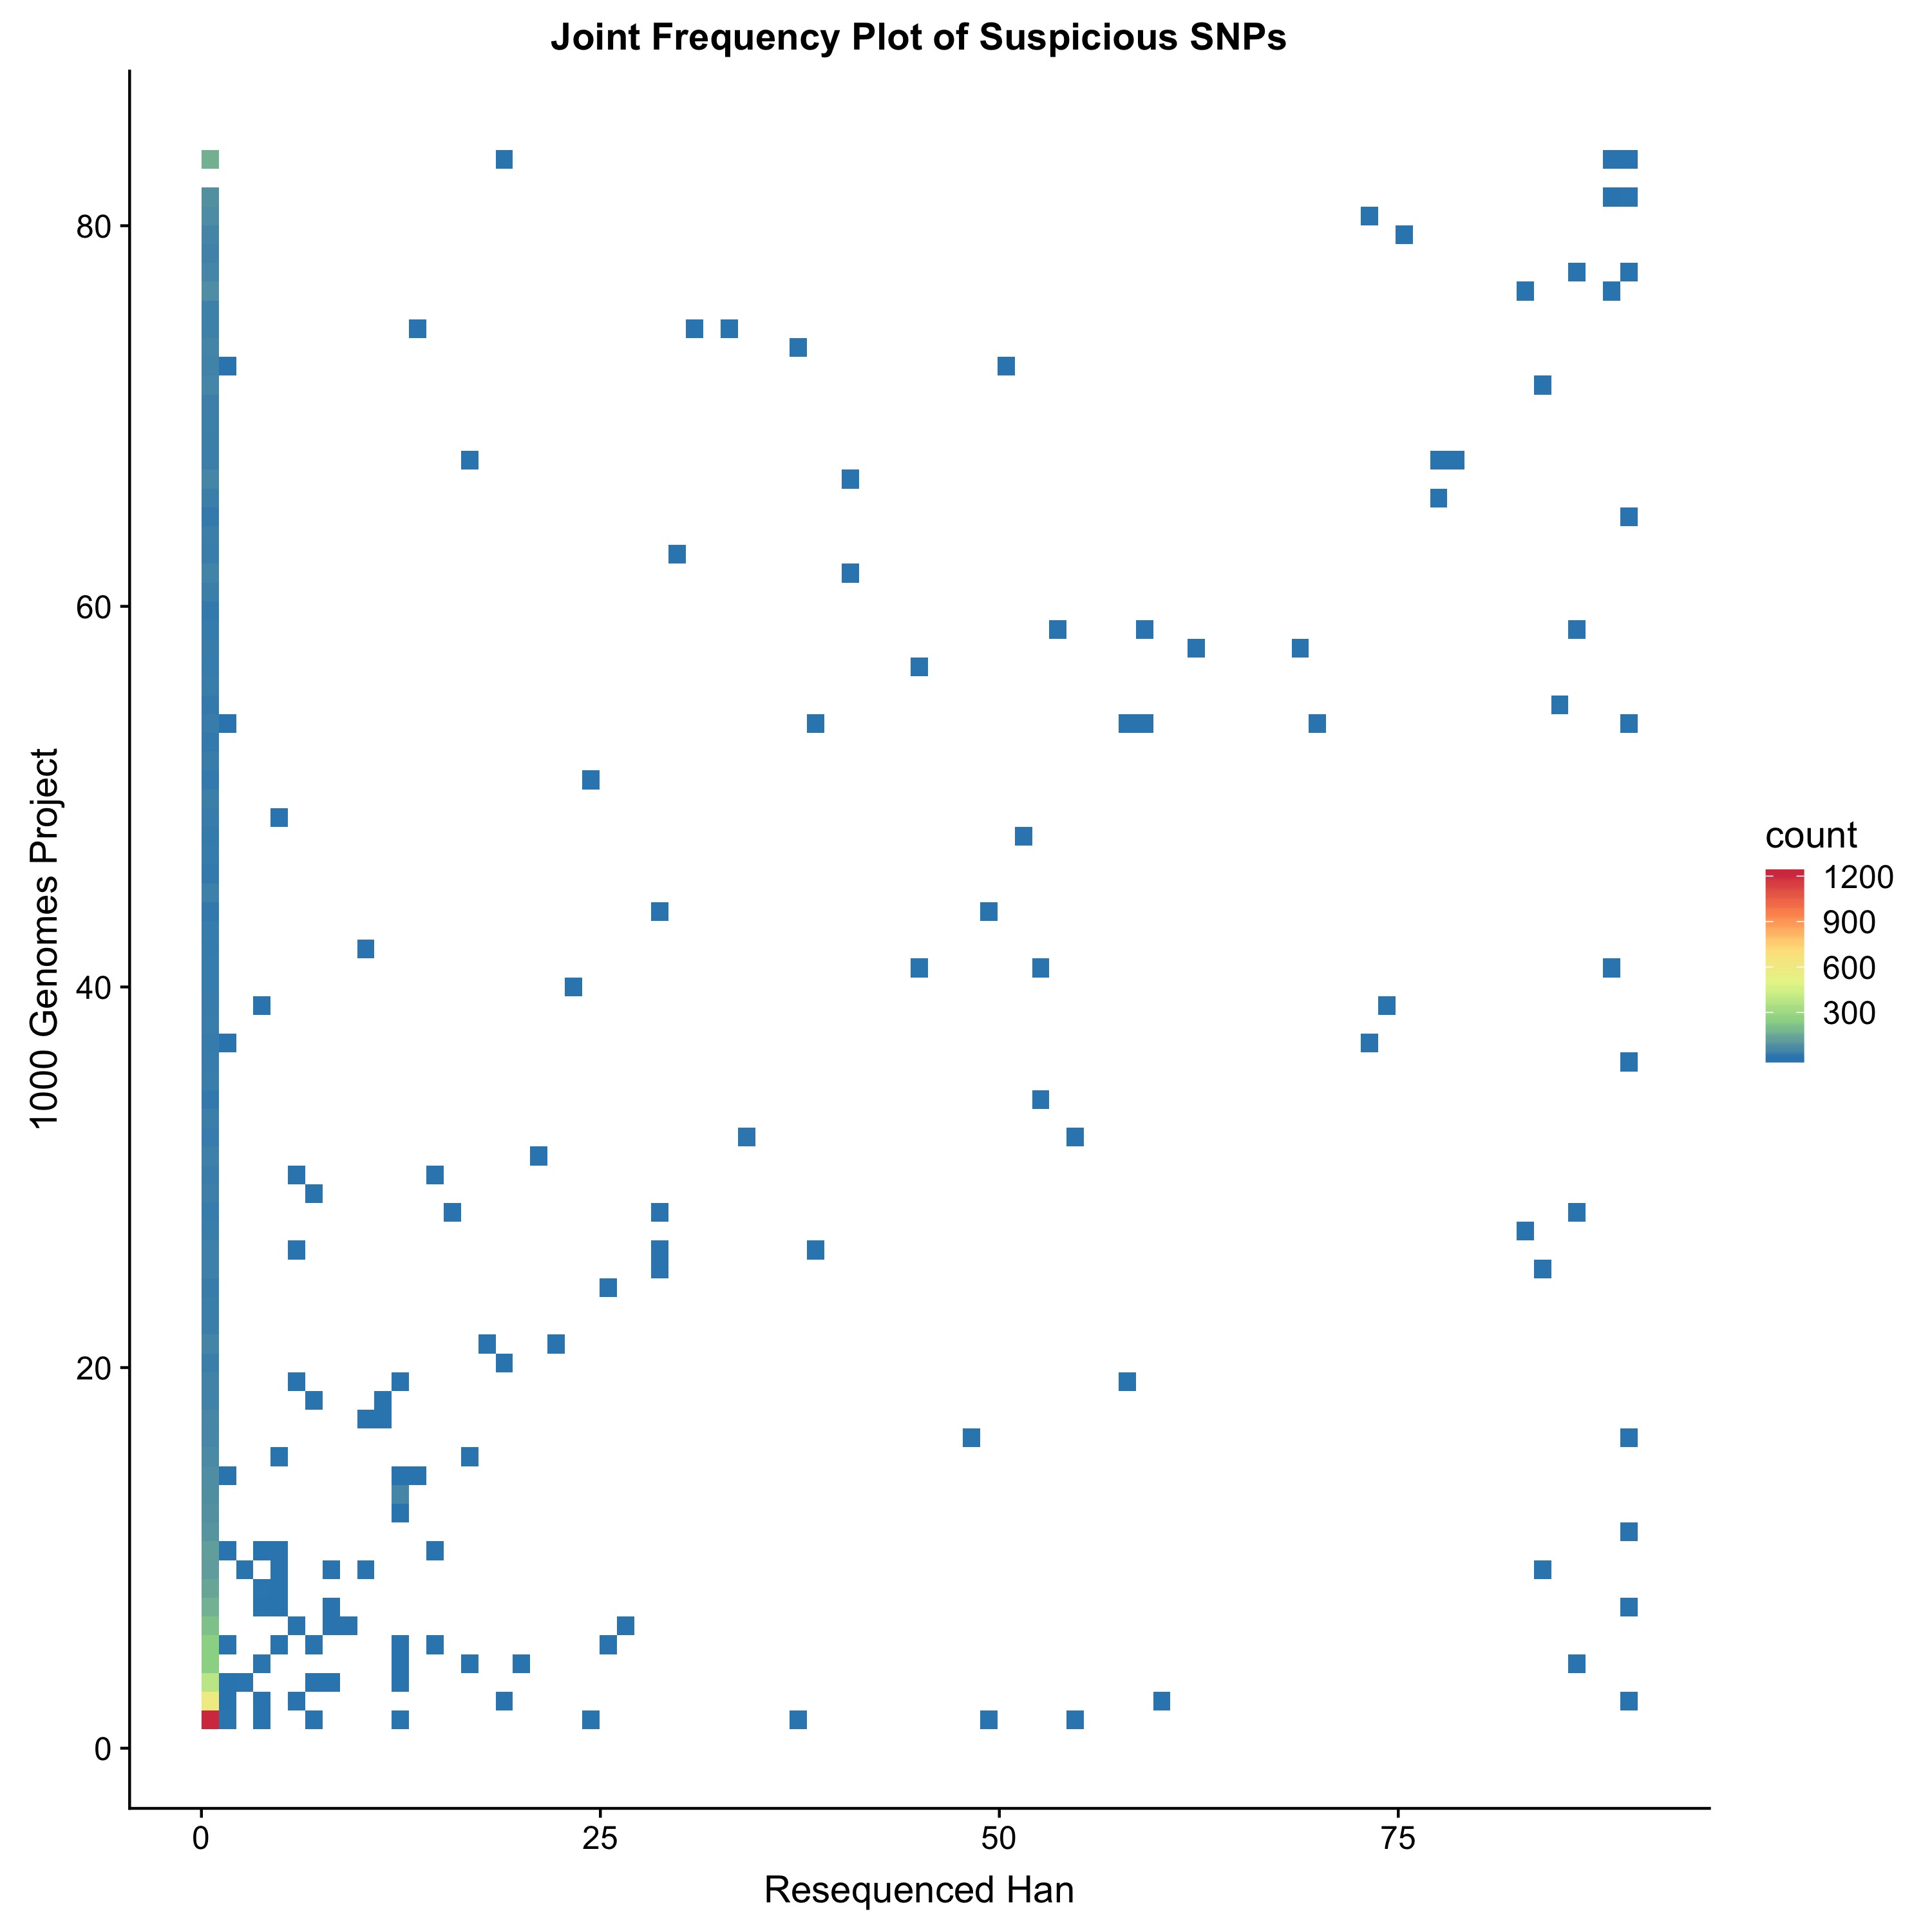 Joint Frequency Plot of Suspicious SNPs
1000 Genomes Project
80
60
40
20
0
0 25 50 75
Resequenced Han
count
1200
900
600
300